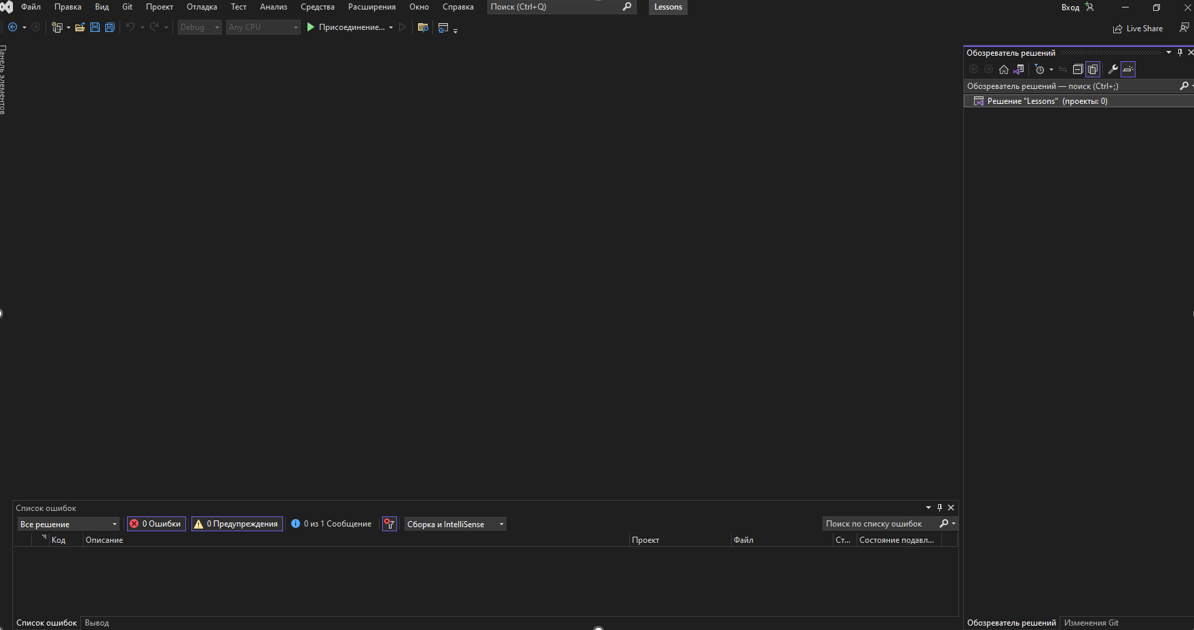 Файл Правка Вид Git Проект Отладка Тест Анализ Средства Расширения Окно Справка Поиск (Ctrl+Q) Lessons Вход
Debug Any CPU Присоединение... Live Share
Панель элементов
Обозреватель решений
Обозреватель решений — поиск (Ctrl+;)
Решение "Lessons" (проекты: 0)
Список ошибок
Все решение 0 Ошибки 0 Предупреждения 0 из 1 Сообщение Сборка и IntelliSense Поиск по списку ошибок
Код Описание Проект Файл Ст... Состояние подавл...
Список ошибок Вывод
Обозреватель решений Изменения Git